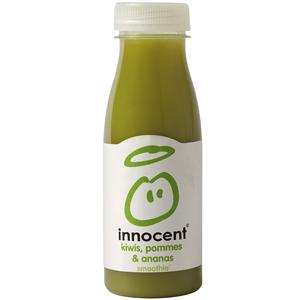 innocent®
kiwis, pommes
& ananas
smoothie